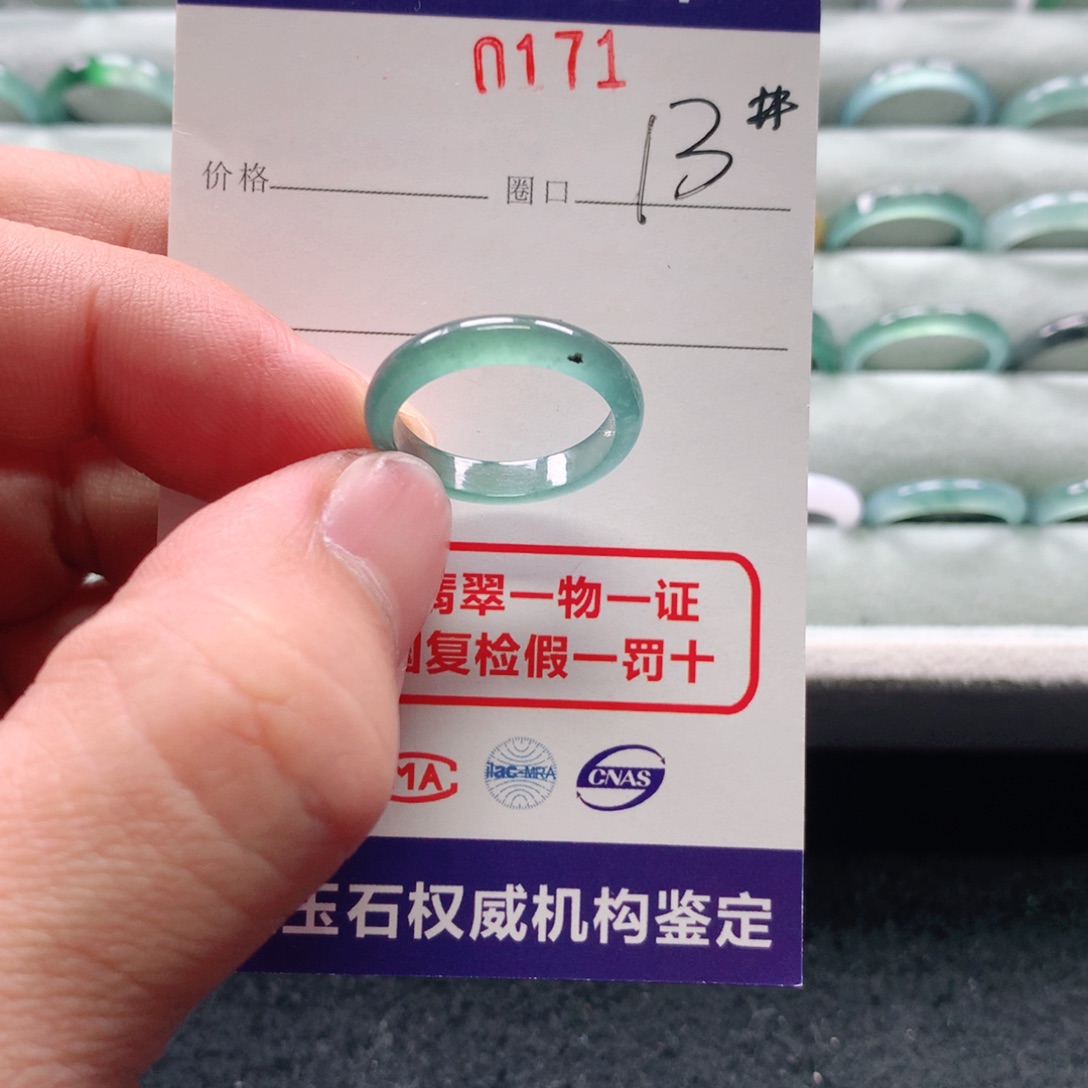 0171
价格 圈口 13#
翡翠一物一证
复检假一罚十
MA ilac-MRA CNAS
玉石权威机构鉴定